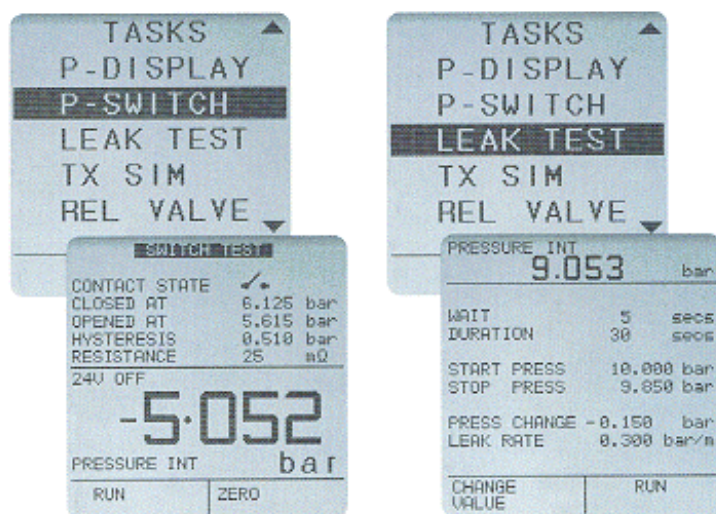 TASKS
P-DISPLAY
P-SWITCH
LEAK TEST
TX SIM
REL VALVE
SWITCH TEST
CONTACT STATE
CLOSED AT 6.125 bar
OPENED AT 5.615 bar
HYSTERESIS 0.510 bar
RESISTANCE 25 mΩ
24V OFF
-5.052
PRESSURE INT bar
RUN ZERO
TASKS
P-DISPLAY
P-SWITCH
LEAK TEST
TX SIM
REL VALVE
PRESSURE INT
9.053 bar
WAIT 5 secs
DURATION 30 secs
START PRESS 10.000 bar
STOP PRESS 9.850 bar
PRESS CHANGE -0.150 bar
LEAK RATE 0.300 bar/m
CHANGE VALUE RUN